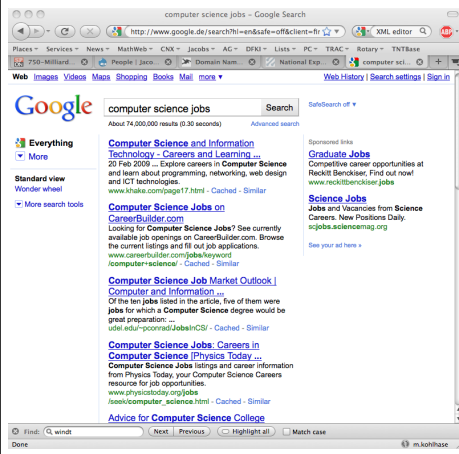 computer science jobs - Google Search
http://www.google.de/search?hl=en&safe=off&client=fir
XML editor
ABP
Places Services News MathWeb CNX Jacobs AG DFKI Lists PC TRAC Rotary TNTBase
750-Milliard... People | Jaco... Domain Nam... National Exp... computer sci...
Web Images Videos Maps Shopping Books Mail more ▼
Web History | Search settings | Sign in
Google
computer science jobs
Search
SafeSearch off ▼
About 74,000,000 results (0.30 seconds)
Advanced search
Everything
More
Standard view
Wonder wheel
More search tools
Computer Science and Information
Technology - Careers and Learning ...
20 Feb 2009 ... Explore careers in Computer Science
and learn about programming, networking, web design
and ICT technologies.
www.khake.com/page17.html - Cached - Similar
Computer Science Jobs on
CareerBuilder.com
Looking for Computer Science Jobs? See currently
available job openings on CareerBuilder.com. Browse
the current listings and fill out job applications.
www.careerbuilder.com/jobs/keyword
/computer+science/ - Cached - Similar
Computer Science Job Market Outlook |
Computer and Information ...
Of the ten jobs listed in the article, five of them were
jobs for which a Computer Science degree would be
great preparation: ...
udel.edu/~pconrad/JobsInCS/ - Cached - Similar
Computer Science Jobs: Careers in
Computer Science [Physics Today ...
Computer Science Jobs listings and career information
from Physics Today, your Computer Science Careers
resource for job opportunities.
www.physicstoday.org/jobs
/seek/computer_science.html - Cached - Similar
Advice for Computer Science College
Sponsored links
Graduate Jobs
Competitive career opportunities at
Reckitt Benckiser, Find out now!
www.reckittbenckiser.jobs
Science Jobs
Jobs and Vacancies from Science
Careers. New Positions Daily.
scjobs.sciencemag.org
See your ad here »
Find: windt Next Previous Highlight all Match case
Done
m.kohlhase